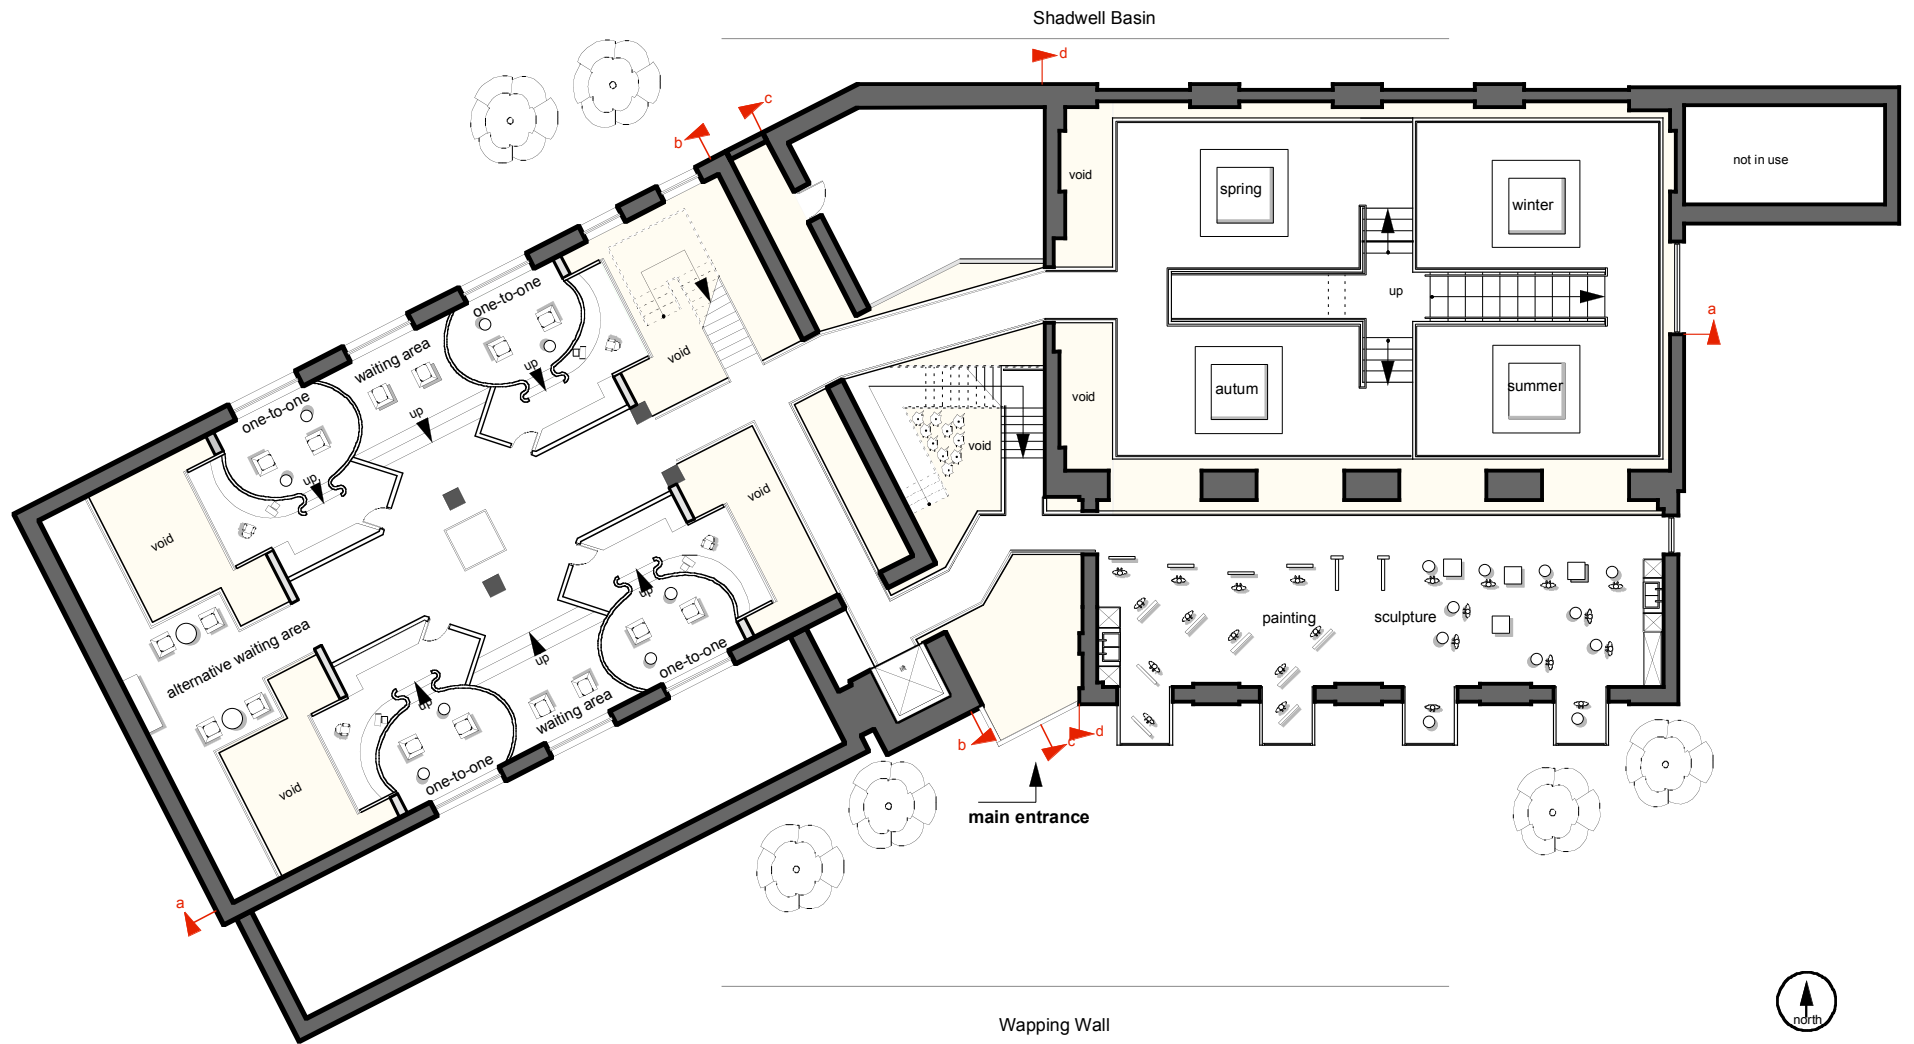 Shadwell Basin
d
c
b
not in use
void
spring
winter
one-to-one
up
a
waiting area
void
up
one-to-one
up
void
autum
summer
void
up
void
void
up
painting
sculpture
up
alternative waiting area
up
one-to-one
lift
up
waiting area
b
c
d
one-to-one
void
main entrance
a
Wapping Wall
north